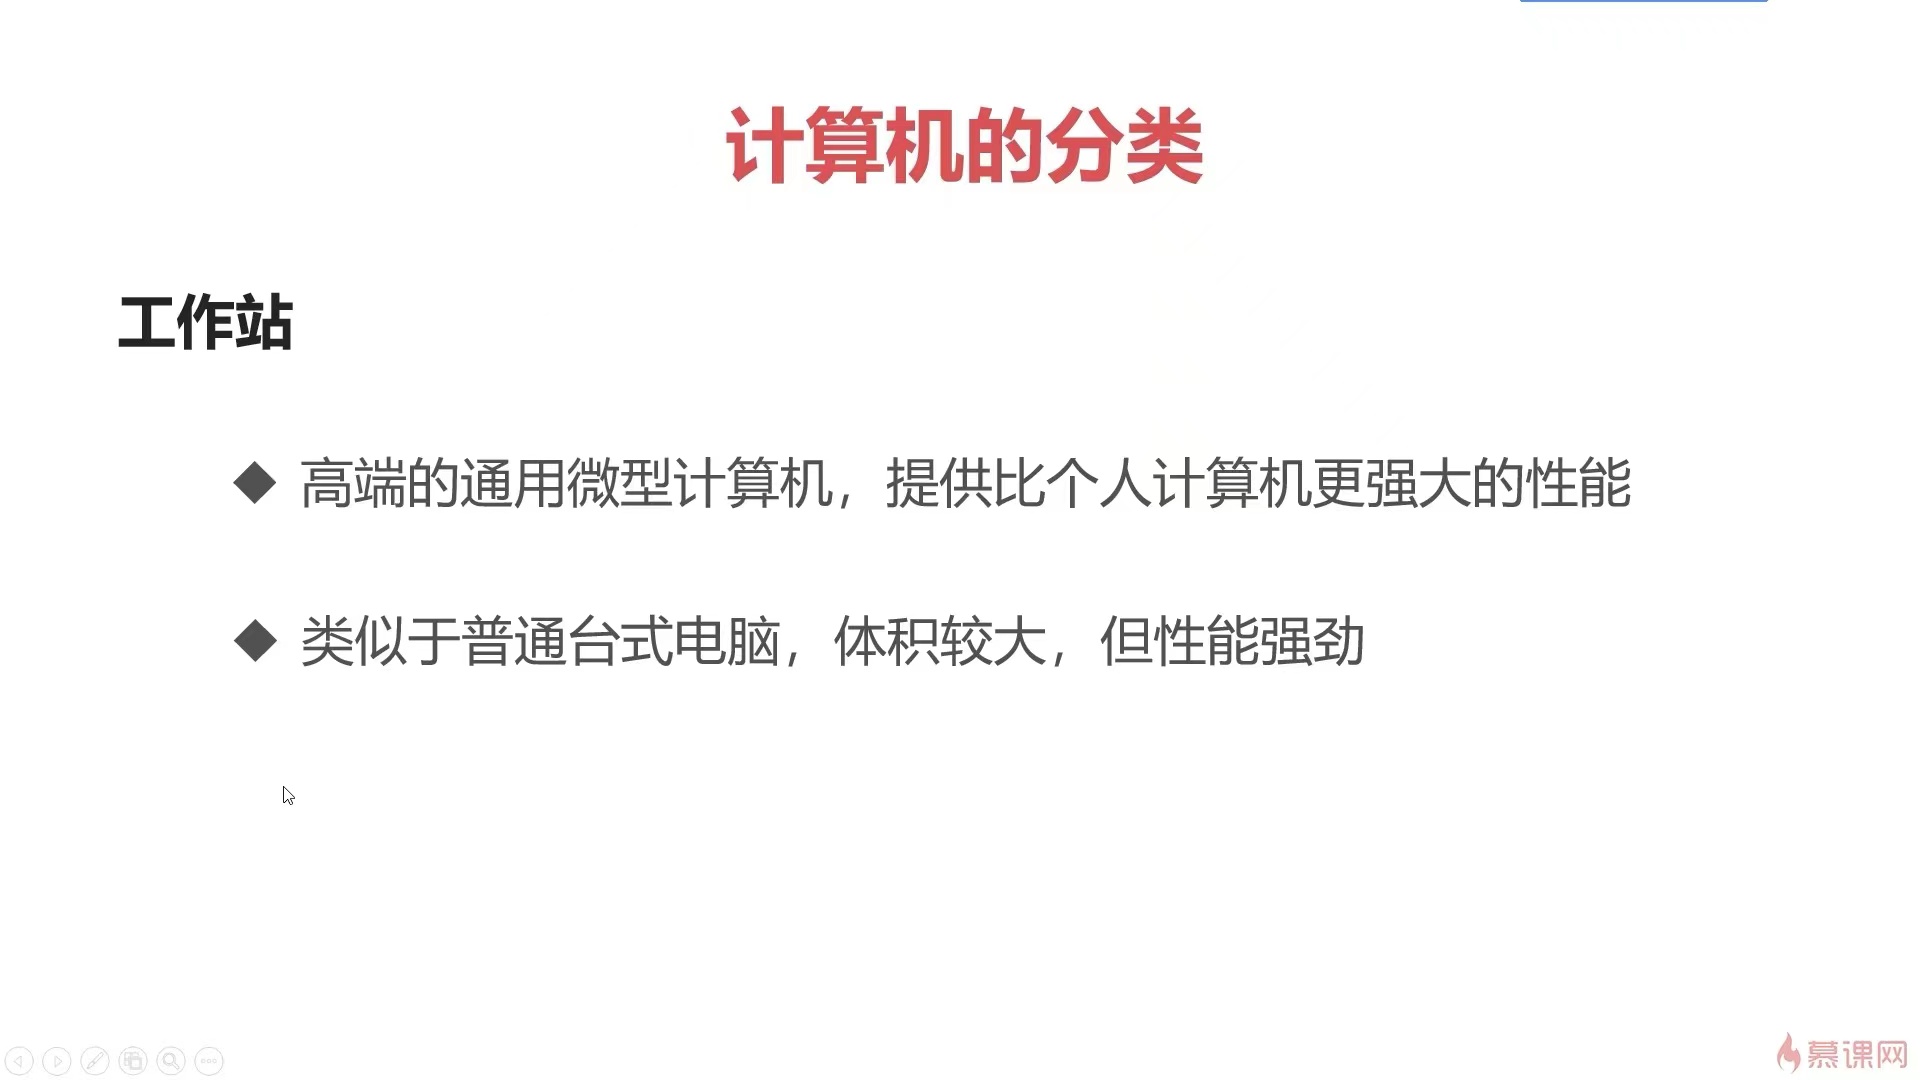 计算机的分类
工作站
◆ 高端的通用微型计算机，提供比个人计算机更强大的性能
◆ 类似于普通台式电脑，体积较大，但性能强劲
慕课网